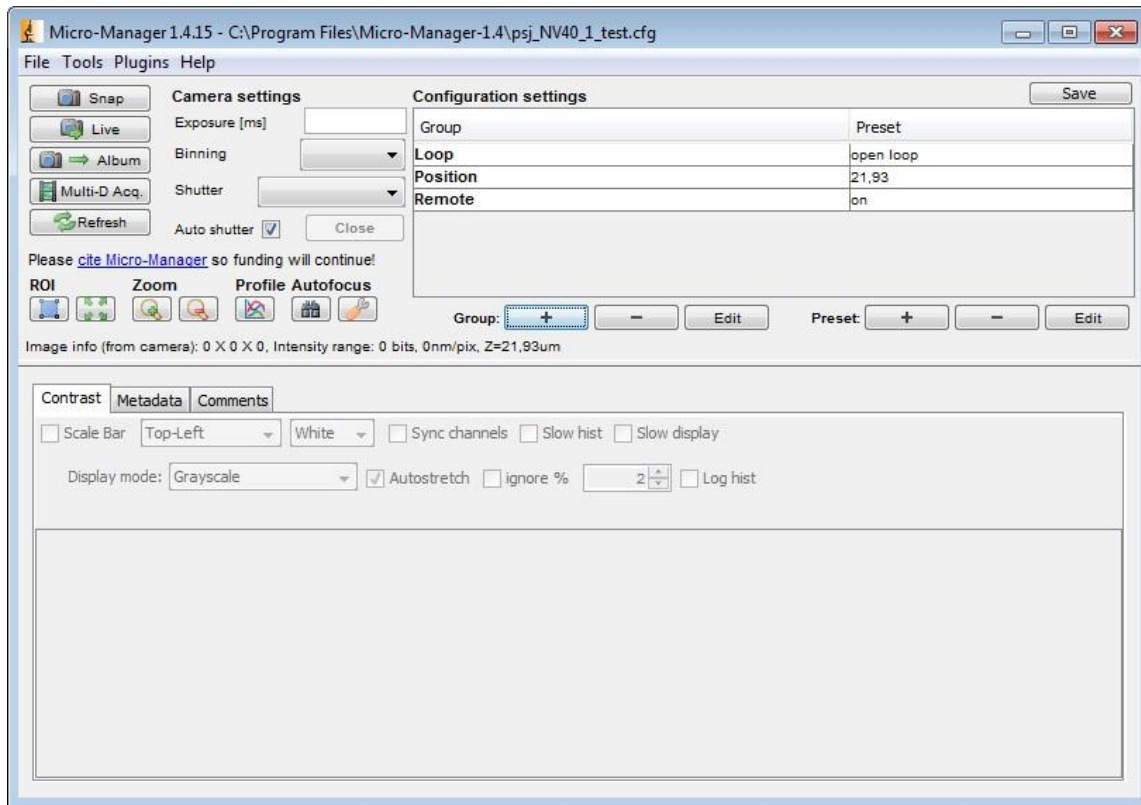 Micro-Manager 1.4.15 - C:\Program Files\Micro-Manager-1.4\psj_NV40_1_test.cfg
File Tools Plugins Help
Snap
Live
Album
Multi-D Acq.
Refresh
Camera settings
Exposure [ms]
Binning
Shutter
Auto shutter
Close
Configuration settings
Save
Group Preset
Loop open loop
Position 21,93
Remote on
Please cite Micro-Manager so funding will continue!
ROI Zoom Profile Autofocus
Group: + - Edit Preset: + - Edit
Image info (from camera): 0 X 0 X 0, Intensity range: 0 bits, 0nm/pix, Z=21,93um
Contrast Metadata Comments
Scale Bar Top-Left White Sync channels Slow hist Slow display
Display mode: Grayscale Autostretch ignore % 2 Log hist